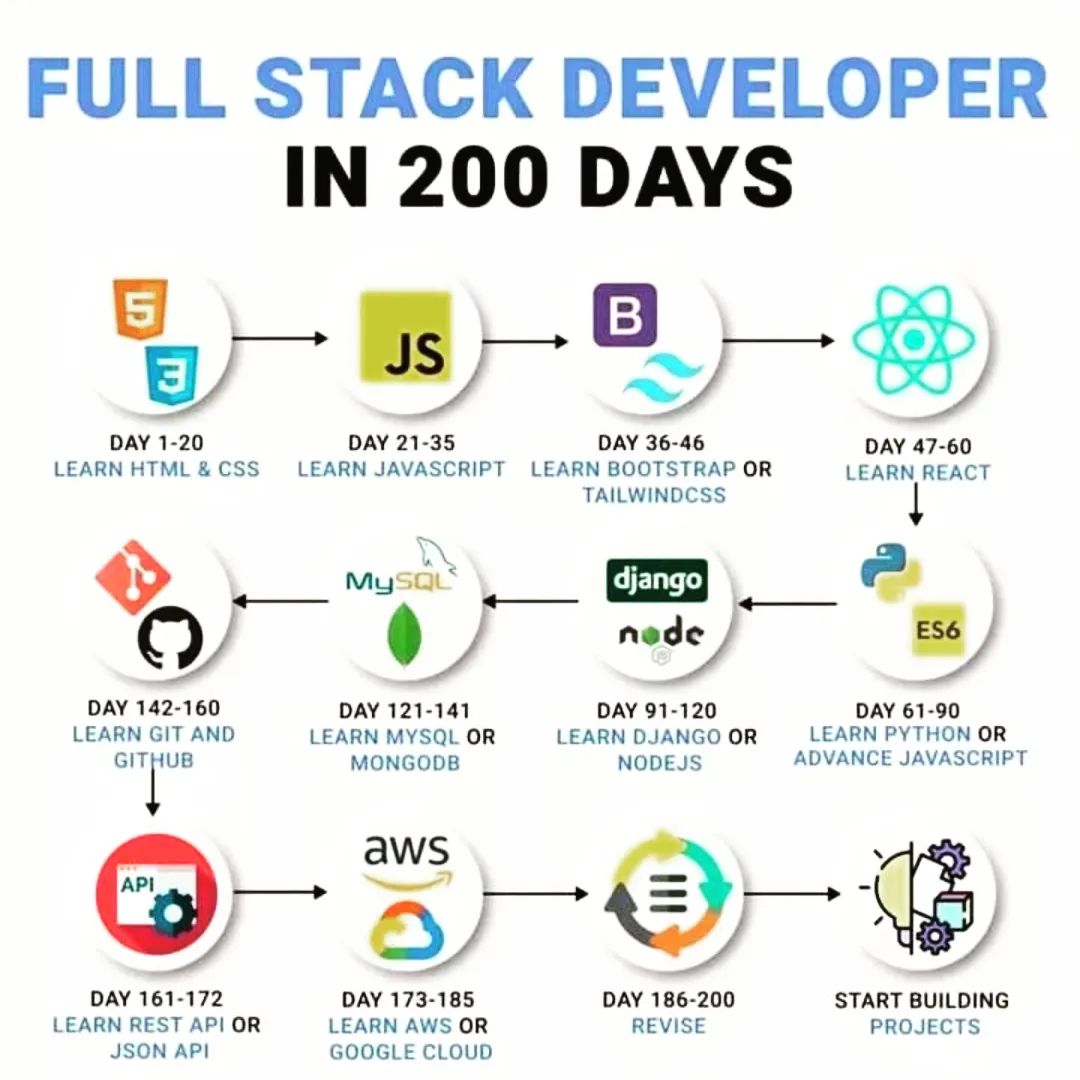 FULL STACK DEVELOPER
IN 200 DAYS
5
3
DAY 1-20
LEARN HTML & CSS
JS
DAY 21-35
LEARN JAVASCRIPT
B
DAY 36-46
LEARN BOOTSTRAP OR
TAILWINDCSS
DAY 47-60
LEARN REACT
DAY 142-160
LEARN GIT AND
GITHUB
MySQL
DAY 121-141
LEARN MYSQL OR
MONGODB
django
node
JS
DAY 91-120
LEARN DJANGO OR
NODEJS
ES6
DAY 61-90
LEARN PYTHON OR
ADVANCE JAVASCRIPT
API
DAY 161-172
LEARN REST API OR
JSON API
aws
DAY 173-185
LEARN AWS OR
GOOGLE CLOUD
DAY 186-200
REVISE
START BUILDING
PROJECTS